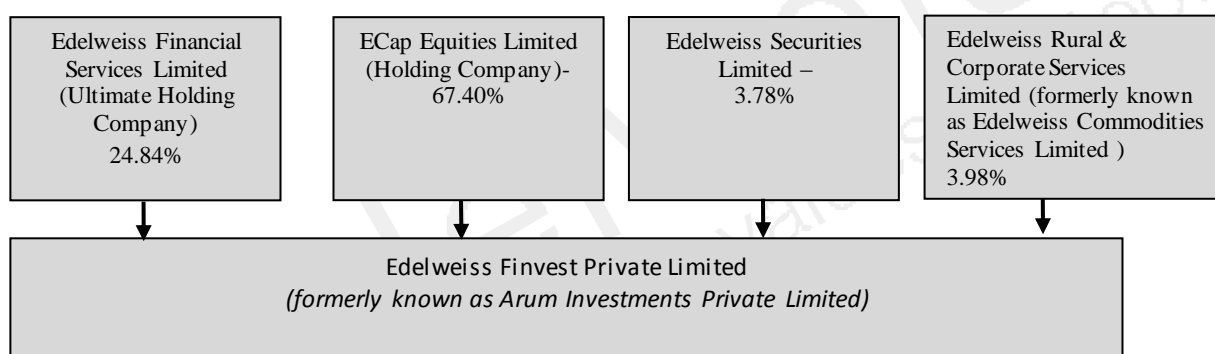 Edelweiss Financial
Services Limited
(Ultimate Holding
Company)
24.84%
ECap Equities Limited
(Holding Company)-
67.40%
Edelweiss Securities
Limited –
3.78%
Edelweiss Rural &
Corporate Services
Limited (formerly known
as Edelweiss Commodities
Services Limited )
3.98%
Edelweiss Finvest Private Limited
(formerly known as Arum Investments Private Limited)